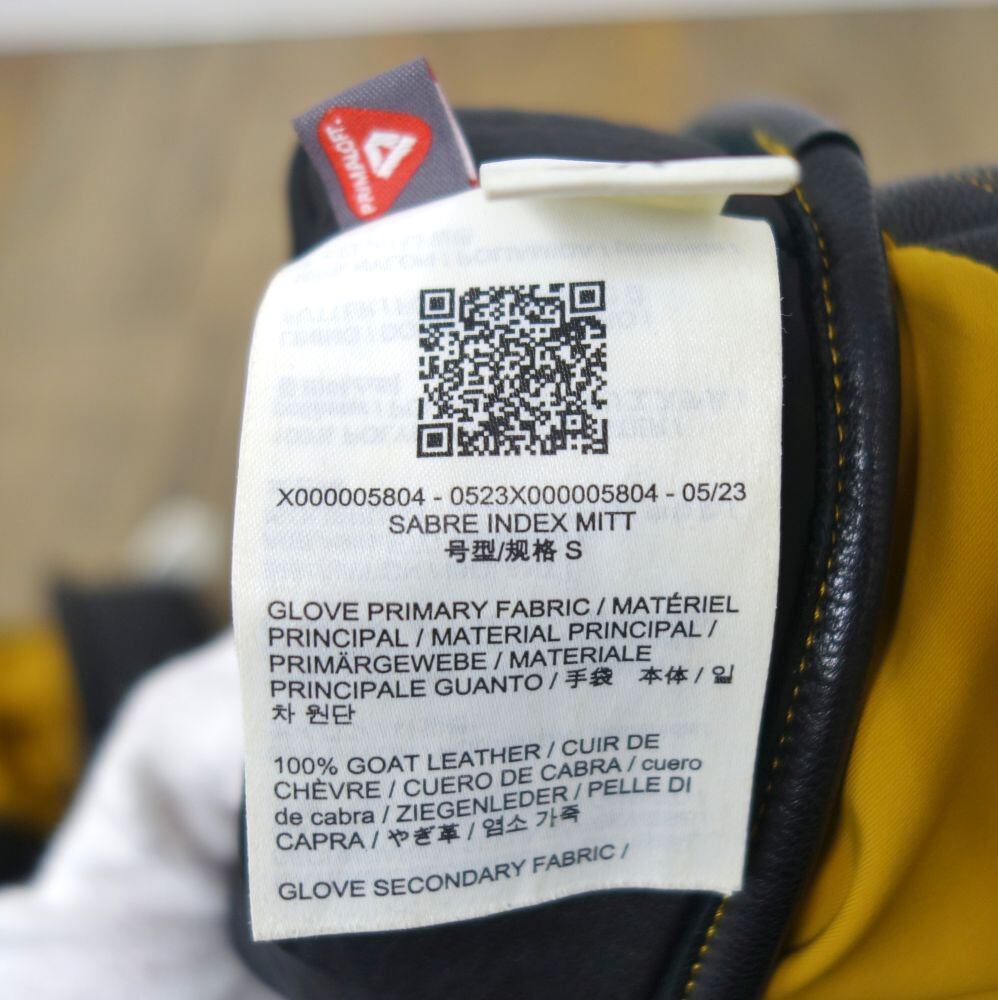 PRIMALOFT
X000005804 - 0523X000005804 - 05/23
SABRE INDEX MITT
号型/规格 S
GLOVE PRIMARY FABRIC / MATÉRIEL
PRINCIPAL / MATERIAL PRINCIPAL /
PRIMÄRGEWEBE / MATERIALE
PRINCIPALE GUANTO / 手袋 本体 / 일
차 원단
100% GOAT LEATHER / CUIR DE
CHÈVRE / CUERO DE CABRA / cuero
de cabra / ZIEGENLEDER / PELLE DI
CAPRA / やぎ革 / 염소 가죽
GLOVE SECONDARY FABRIC /